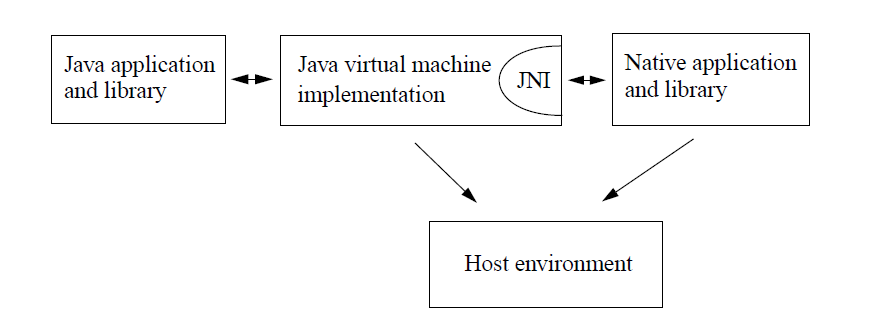 Java application
and library
Java virtual machine
implementation
JNI
Native application
and library
Host environment